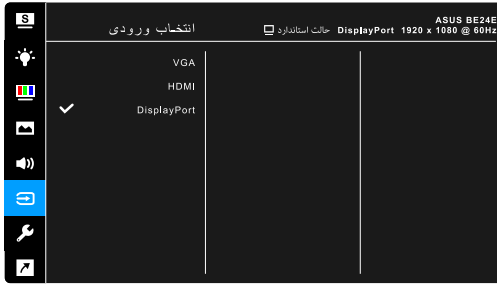 S
ASUS BE24E
انتخاب ورودی
حالت استاندارد DisplayPort 1920 x 1080 @ 60Hz
VGA
HDMI
DisplayPort